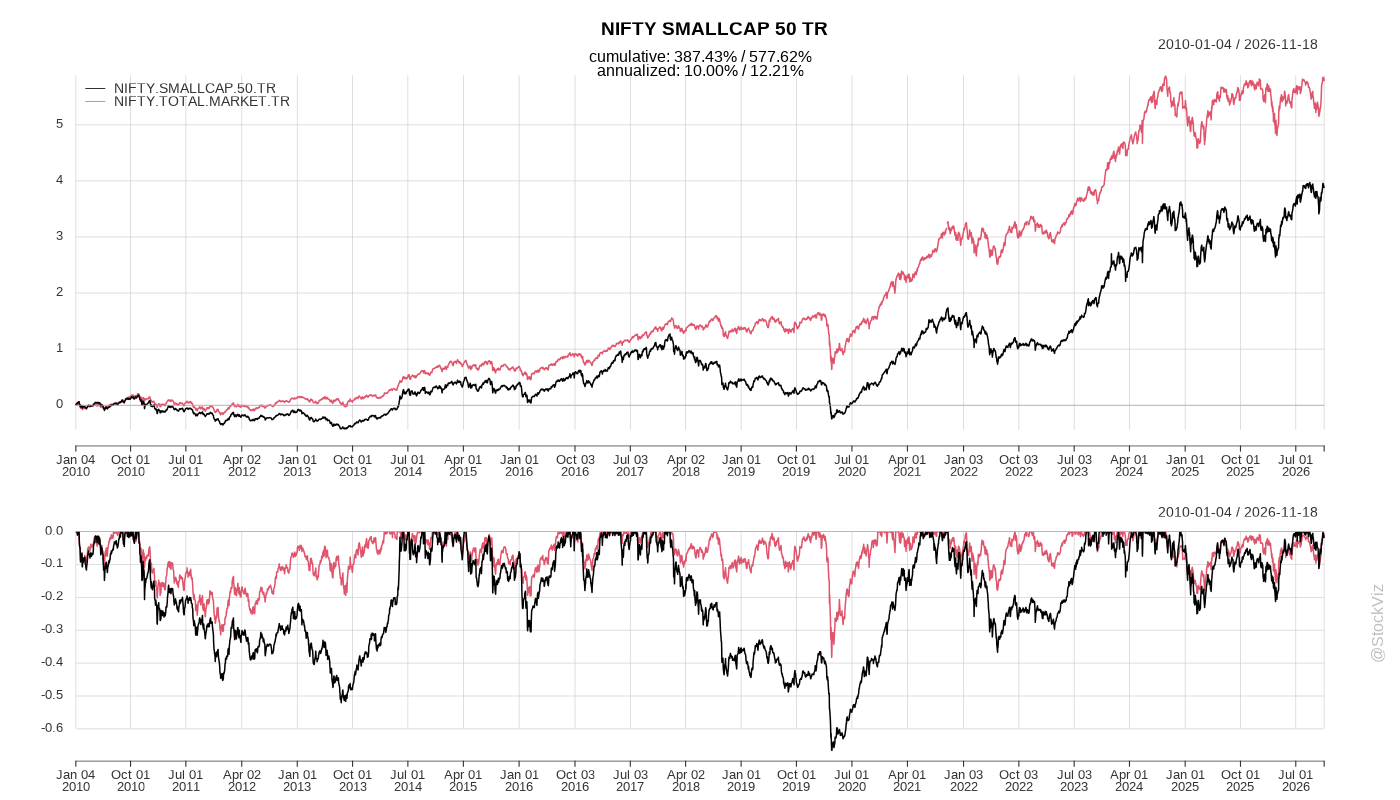 NIFTY SMALLCAP 50 TR
2010-01-04 / 2026-11-18
cumulative: 387.43% / 577.62%
annualized: 10.00% / 12.21%
NIFTY.SMALLCAP.50.TR
NIFTY.TOTAL.MARKET.TR
5
4
3
2
1
0
Jan 04 Oct 01 Jul 01 Apr 02 Jan 01 Oct 01 Jul 01 Apr 01 Jan 01 Oct 03 Jul 03 Apr 02 Jan 01 Oct 01 Jul 01 Apr 01 Jan 03 Oct 03 Jul 03 Apr 01 Jan 01 Oct 01 Jul 01
2010 2010 2011 2012 2013 2013 2014 2015 2016 2016 2017 2018 2019 2019 2020 2021 2022 2022 2023 2024 2025 2025 2026
2010-01-04 / 2026-11-18
0.0
-0.1
-0.2
-0.3
-0.4
-0.5
-0.6
Jan 04 Oct 01 Jul 01 Apr 02 Jan 01 Oct 01 Jul 01 Apr 01 Jan 01 Oct 03 Jul 03 Apr 02 Jan 01 Oct 01 Jul 01 Apr 01 Jan 03 Oct 03 Jul 03 Apr 01 Jan 01 Oct 01 Jul 01
2010 2010 2011 2012 2013 2013 2014 2015 2016 2016 2017 2018 2019 2019 2020 2021 2022 2022 2023 2024 2025 2025 2026
@StockViz